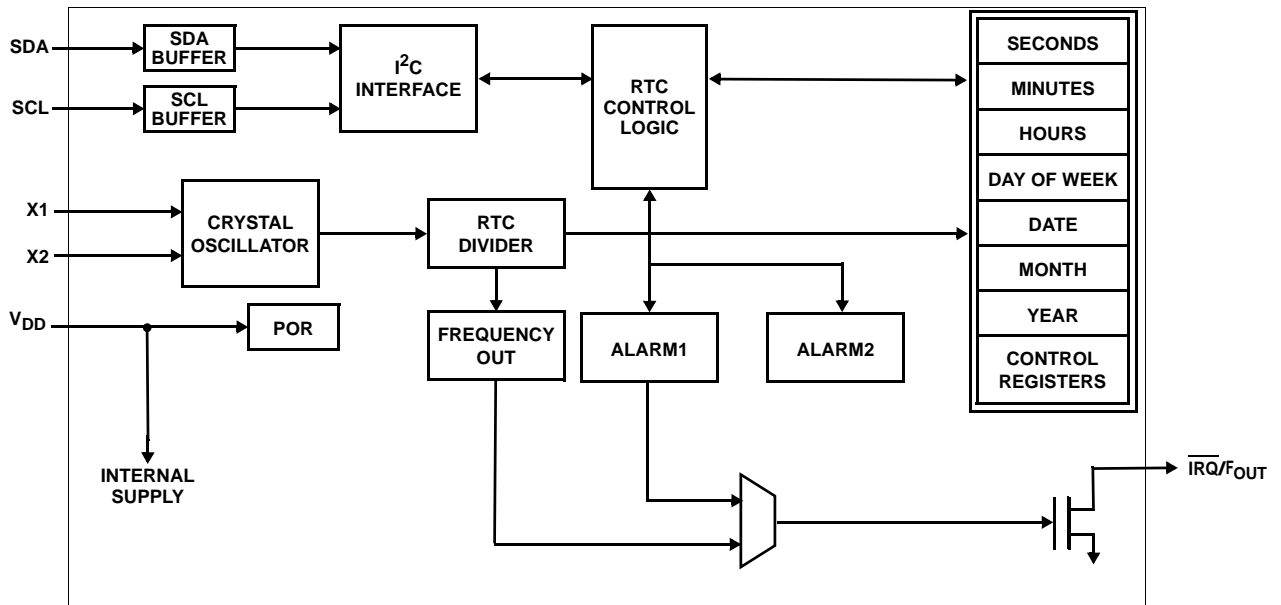 SDA
SDA
BUFFER
SCL
SCL
BUFFER
I²C
INTERFACE
RTC
CONTROL
LOGIC
SECONDS
MINUTES
HOURS
DAY OF WEEK
DATE
MONTH
YEAR
CONTROL
REGISTERS
X1
X2
CRYSTAL
OSCILLATOR
RTC
DIVIDER
VDD
POR
FREQUENCY
OUT
ALARM1
ALARM2
INTERNAL
SUPPLY
I̅R̅Q̅/FOUT